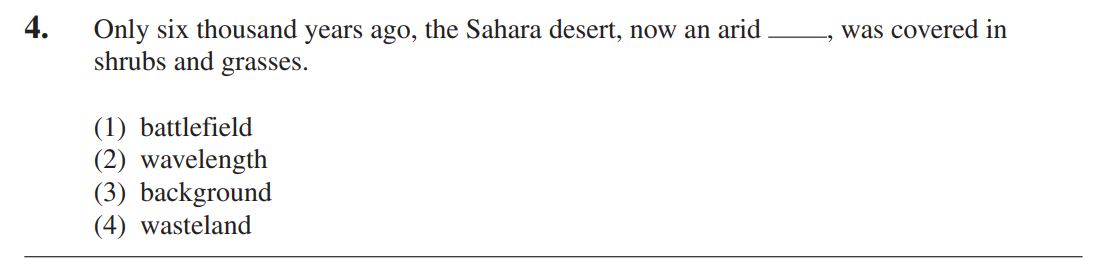 4. Only six thousand years ago, the Sahara desert, now an arid ____, was covered in
shrubs and grasses.
(1) battlefield
(2) wavelength
(3) background
(4) wasteland